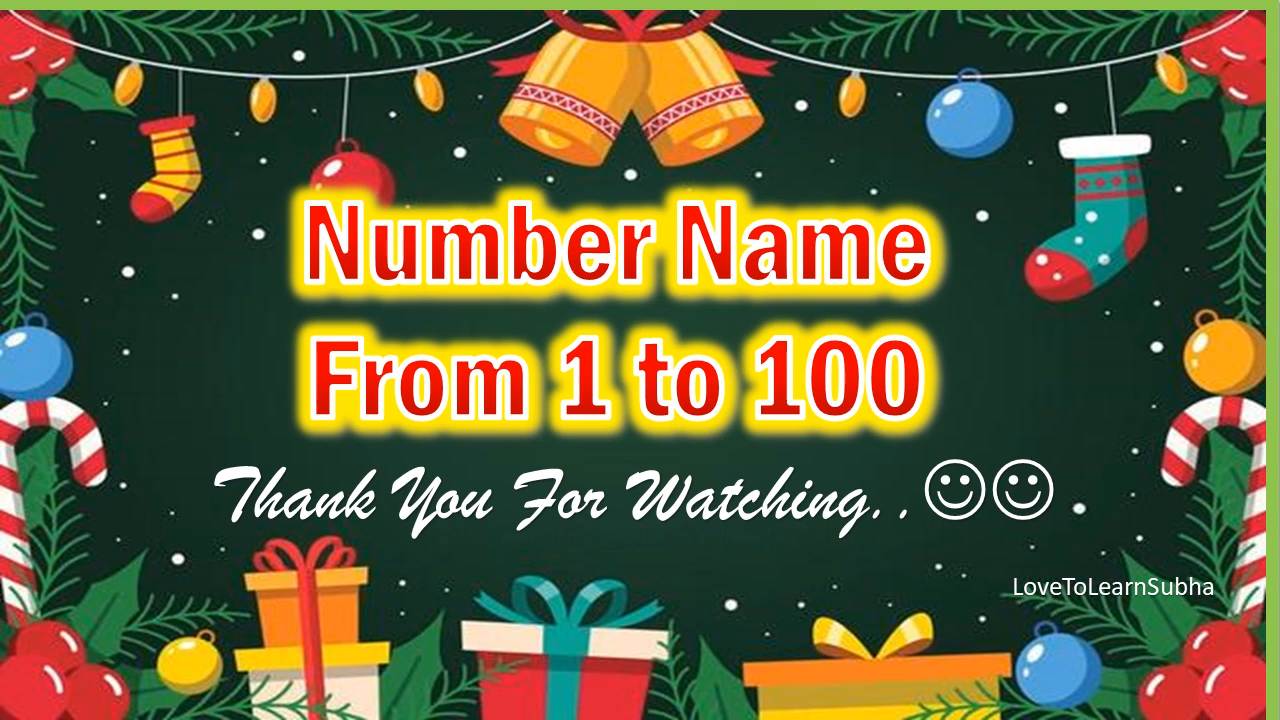 Number Name
From 1 to 100
Thank You For Watching..☺☺
LoveToLearnSubha